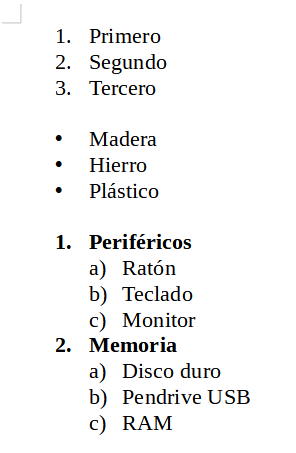 1. Primero
2. Segundo
3. Tercero
• Madera
• Hierro
• Plástico
1. Periféricos
a) Ratón
b) Teclado
c) Monitor
2. Memoria
a) Disco duro
b) Pendrive USB
c) RAM